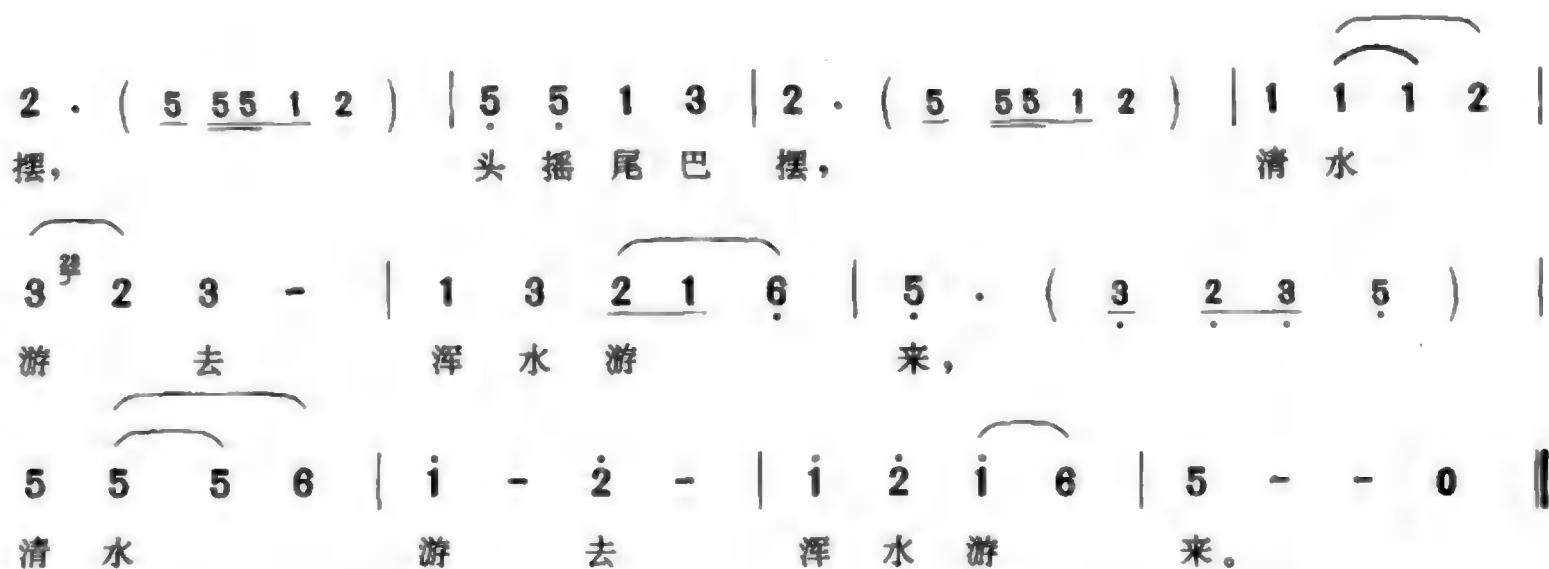 2 · ( 5 55 1 2 ) | 5 5 1 3 | 2 · ( 5 55 1 2 ) | 1 1 1 2 |
摆, 头 摇 尾 巴 摆, 清 水
3 2 3 - | 1 3 2 1 6 | 5 · ( 3 2 3 5 ) |
游 去 浑 水 游 来,
5 5 5 6 | 1 - 2 - | 1 2 1 6 | 5 - - 0 ‖
清 水 游 去 浑 水 游 来。